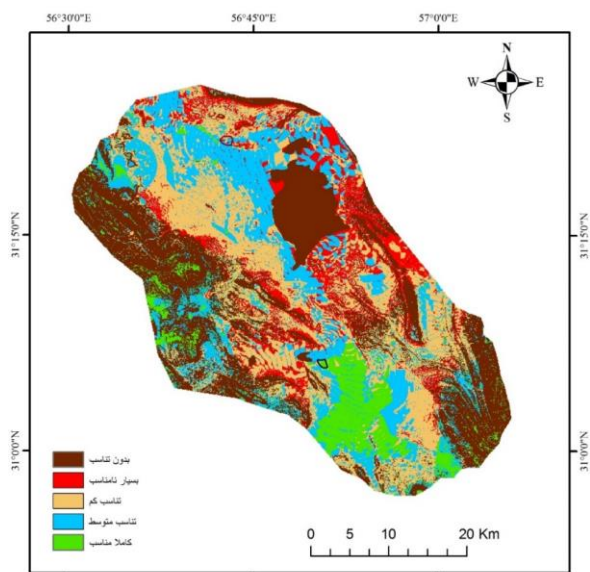 56°30'0"E 56°45'0"E 57°0'0"E
N
W E
S
31°15'0"N 31°15'0"N
31°0'0"N 31°0'0"N
بدون تناسب
بسیار نامناسب
تناسب کم
تناسب متوسط
کاملا مناسب
0 5 10 20 Km